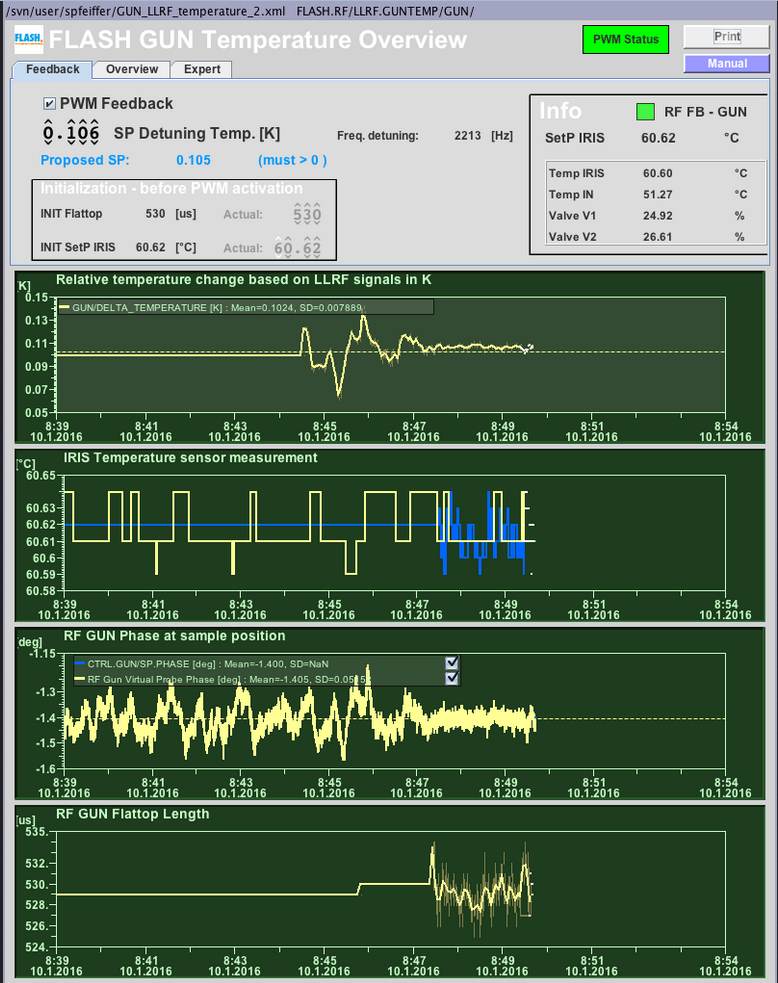 /svn/user/spfeiffer/GUN_LLRF_temperature_2.xml FLASH.RF/LLRF.GUNTEMP/GUN/
FLASH. FLASH GUN Temperature Overview
PWM Status
Print
Manual
Feedback Overview Expert
PWM Feedback
0.106 SP Detuning Temp. [K] Freq. detuning: 2213 [Hz]
Proposed SP: 0.105 (must > 0 )
Initialization - before PWM activation
INIT Flattop 530 [us] Actual: 530
INIT SetP IRIS 60.62 [°C] Actual: 60.62
Info RF FB - GUN
SetP IRIS 60.62 °C
Temp IRIS 60.60 °C
Temp IN 51.27 °C
Valve V1 24.92 %
Valve V2 26.61 %
Relative temperature change based on LLRF signals in K
[K]
GUN/DELTA_TEMPERATURE [K] : Mean=0.1024, SD=0.007889
0.15
0.13
0.11
0.09
0.07
0.05
8:39 8:41 8:43 8:45 8:47 8:49 8:51 8:54
10.1.2016 10.1.2016 10.1.2016 10.1.2016 10.1.2016 10.1.2016 10.1.2016 10.1.2016
IRIS Temperature sensor measurement
[°C]
60.65
60.63
60.62
60.61
60.6
60.59
60.58
8:39 8:41 8:43 8:45 8:47 8:49 8:51 8:54
10.1.2016 10.1.2016 10.1.2016 10.1.2016 10.1.2016 10.1.2016 10.1.2016 10.1.2016
RF GUN Phase at sample position
[deg]
CTRL.GUN/SP.PHASE [deg] : Mean=-1.400, SD=NaN
RF Gun Virtual Probe Phase [deg] : Mean=-1.405,
-1.15
-1.3
-1.4
-1.5
-1.6
8:39 8:41 8:43 8:45 8:47 8:49 8:51 8:54
10.1.2016 10.1.2016 10.1.2016 10.1.2016 10.1.2016 10.1.2016 10.1.2016 10.1.2016
RF GUN Flattop Length
[us]
535.
532.
530.
528.
526.
524.
8:39 8:41 8:43 8:45 8:47 8:49 8:51 8:54
10.1.2016 10.1.2016 10.1.2016 10.1.2016 10.1.2016 10.1.2016 10.1.2016 10.1.2016